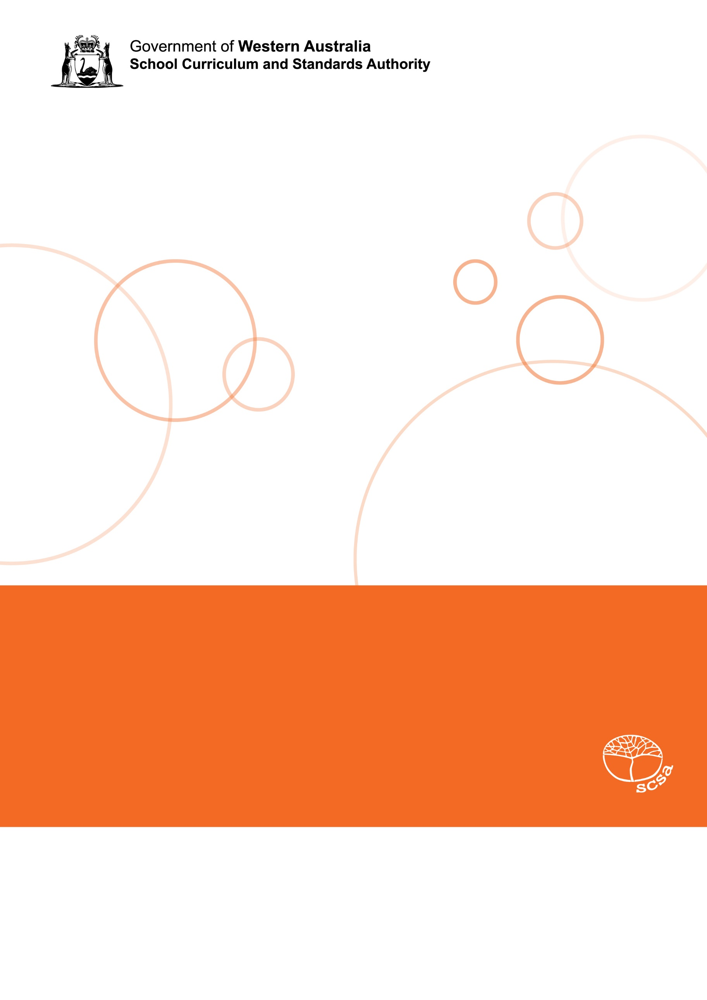 Government of Western Australia
School Curriculum and Standards Authority
scsa